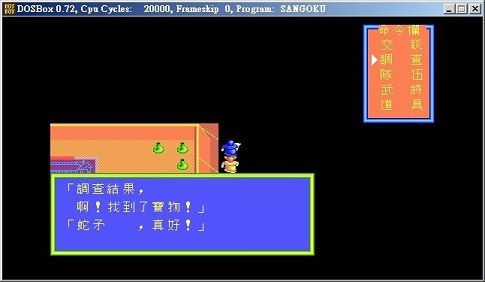 DOSBox 0.72, Cpu Cycles: 20000, Frameskip 0, Program: SANGOKU
命令欄
交談
調查
隊伍
武將
道具
「調查結果，
啊！找到了寶物！」
「蛇矛　　，真好！」